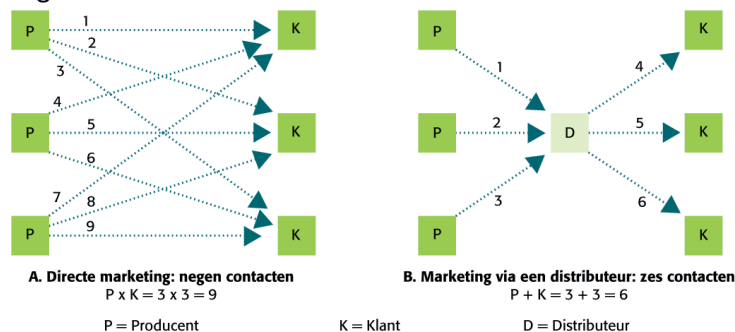 P
1
K
2
3
P
4
K
5
6
P
7
8
9
K
A. Directe marketing: negen contacten
P x K = 3 x 3 = 9
P
K
1
4
P
2
D
5
K
3
6
P
K
B. Marketing via een distributeur: zes contacten
P + K = 3 + 3 = 6
P = Producent
K = Klant
D = Distributeur